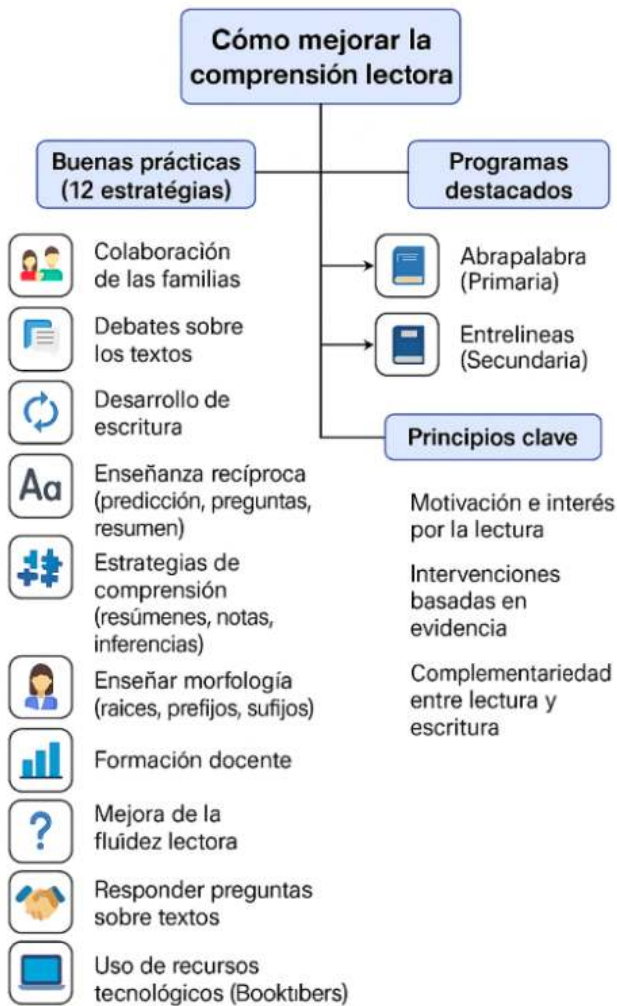 Cómo mejorar la
comprensión lectora
Buenas prácticas
(12 estratégias)
Colaboración
de las familias
Debates sobre
los textos
Desarrollo de
escritura
Aa
Enseñanza recíproca
(predicción, preguntas,
resumen)
Estrategias de
comprensión
(resúmenes, notas,
inferencias)
Enseñar morfología
(raices, prefijos, sufijos)
Formación docente
?
Mejora de la
fluídez lectora
Responder preguntas
sobre textos
Uso de recursos
tecnológicos (Booktıbers)
Programas
destacados
Abrapalabra
(Primaria)
Entrelineas
(Secundaria)
Principios clave
Motivación e interés
por la lectura
Intervenciones
basadas en
evidencia
Complementariedad
entre lectura y
escritura